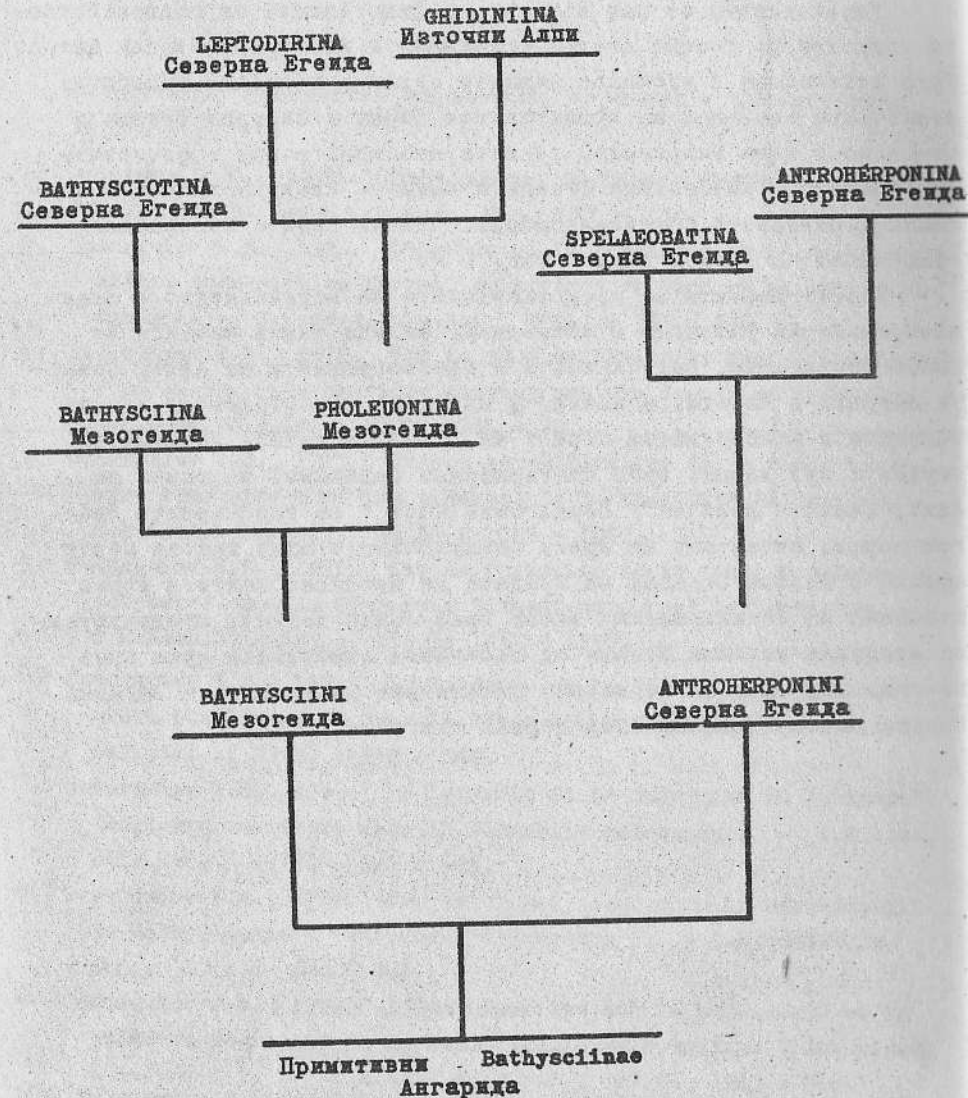 GHIDINIINA
Източни Алпи
LEPTODIRINA
Северна Егеида
BATHYSCIOTINA
Северна Егеида
ANTROHERPONINA
Северна Егеида
SPELAEOBATINA
Северна Егеида
BATHYSCIINA
Мезогеида
PHOLEUONINA
Мезогеида
BATHYSCIINI
Мезогеида
ANTROHERPONINI
Северна Егеида
Примитивни Bathysciinae
Ангарида